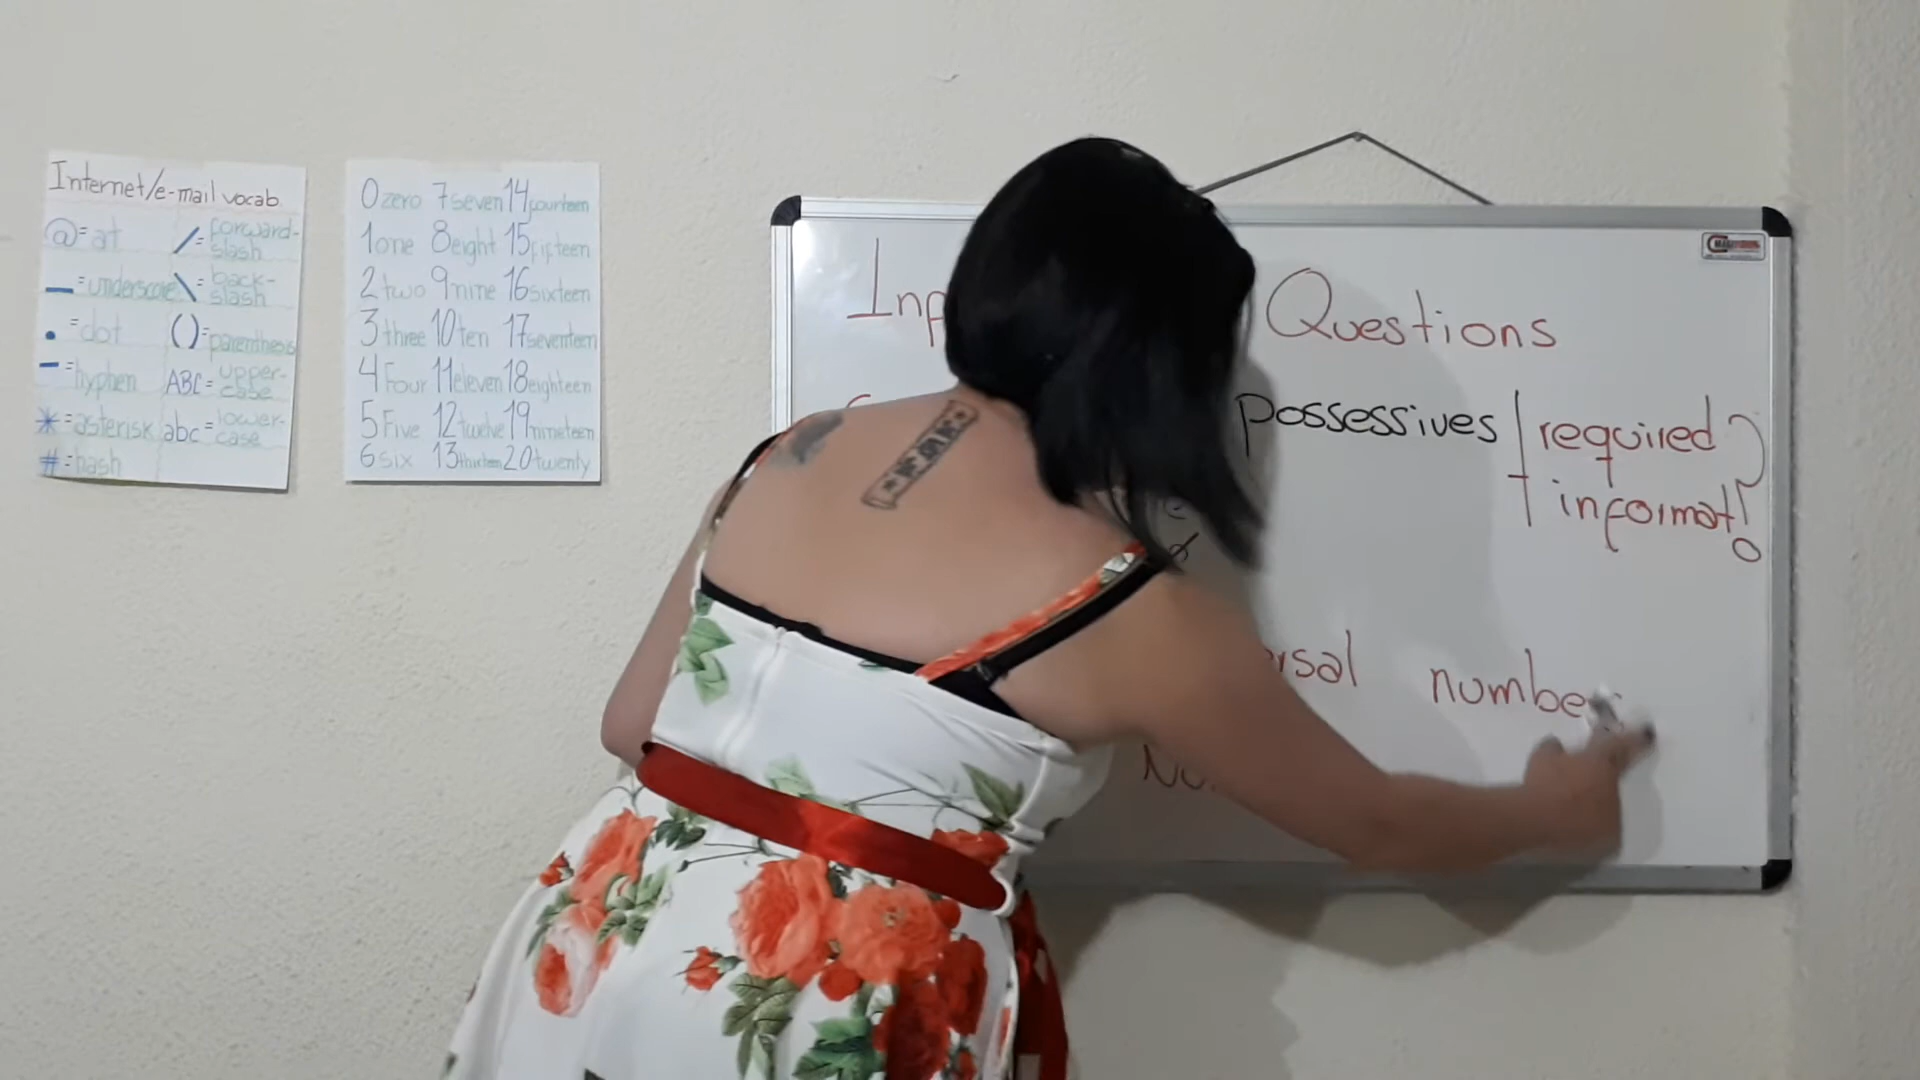 Internet/e-mail vocab.
@=at /=forward-slash
_=underscore \=back-slash
.=dot ()=parenthesis
-=hyphen ABC=upper-case
*=asterisk abc=lower-case
#=hash
0 zero 7 seven 14 fourteen
1 one 8 eight 15 fifteen
2 two 9 nine 16 sixteen
3 three 10 ten 17 seventeen
4 Four 11 eleven 18 eighteen
5 Five 12 twelve 19 nineteen
6 six 13 thirteen 20 twenty
Inf Questions
possessives + required
informat ?
rsal number